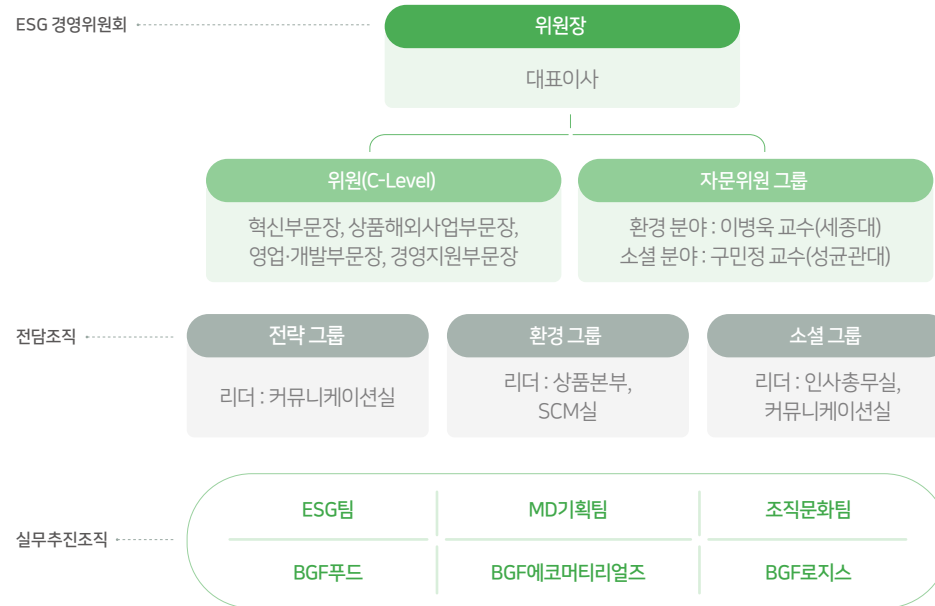 ESG 경영위원회
위원장
대표이사
위원(C-Level)
혁신부문장, 상품해외사업부문장,
영업·개발부문장, 경영지원부문장
자문위원 그룹
환경 분야 : 이병욱 교수(세종대)
소셜 분야 : 구민정 교수(성균관대)
전담조직
전략 그룹
리더 : 커뮤니케이션실
환경 그룹
리더 : 상품본부,
SCM실
소셜 그룹
리더 : 인사총무실,
커뮤니케이션실
실무추진조직
ESG팀
MD기획팀
조직문화팀
BGF푸드
BGF에코머티리얼즈
BGF로지스